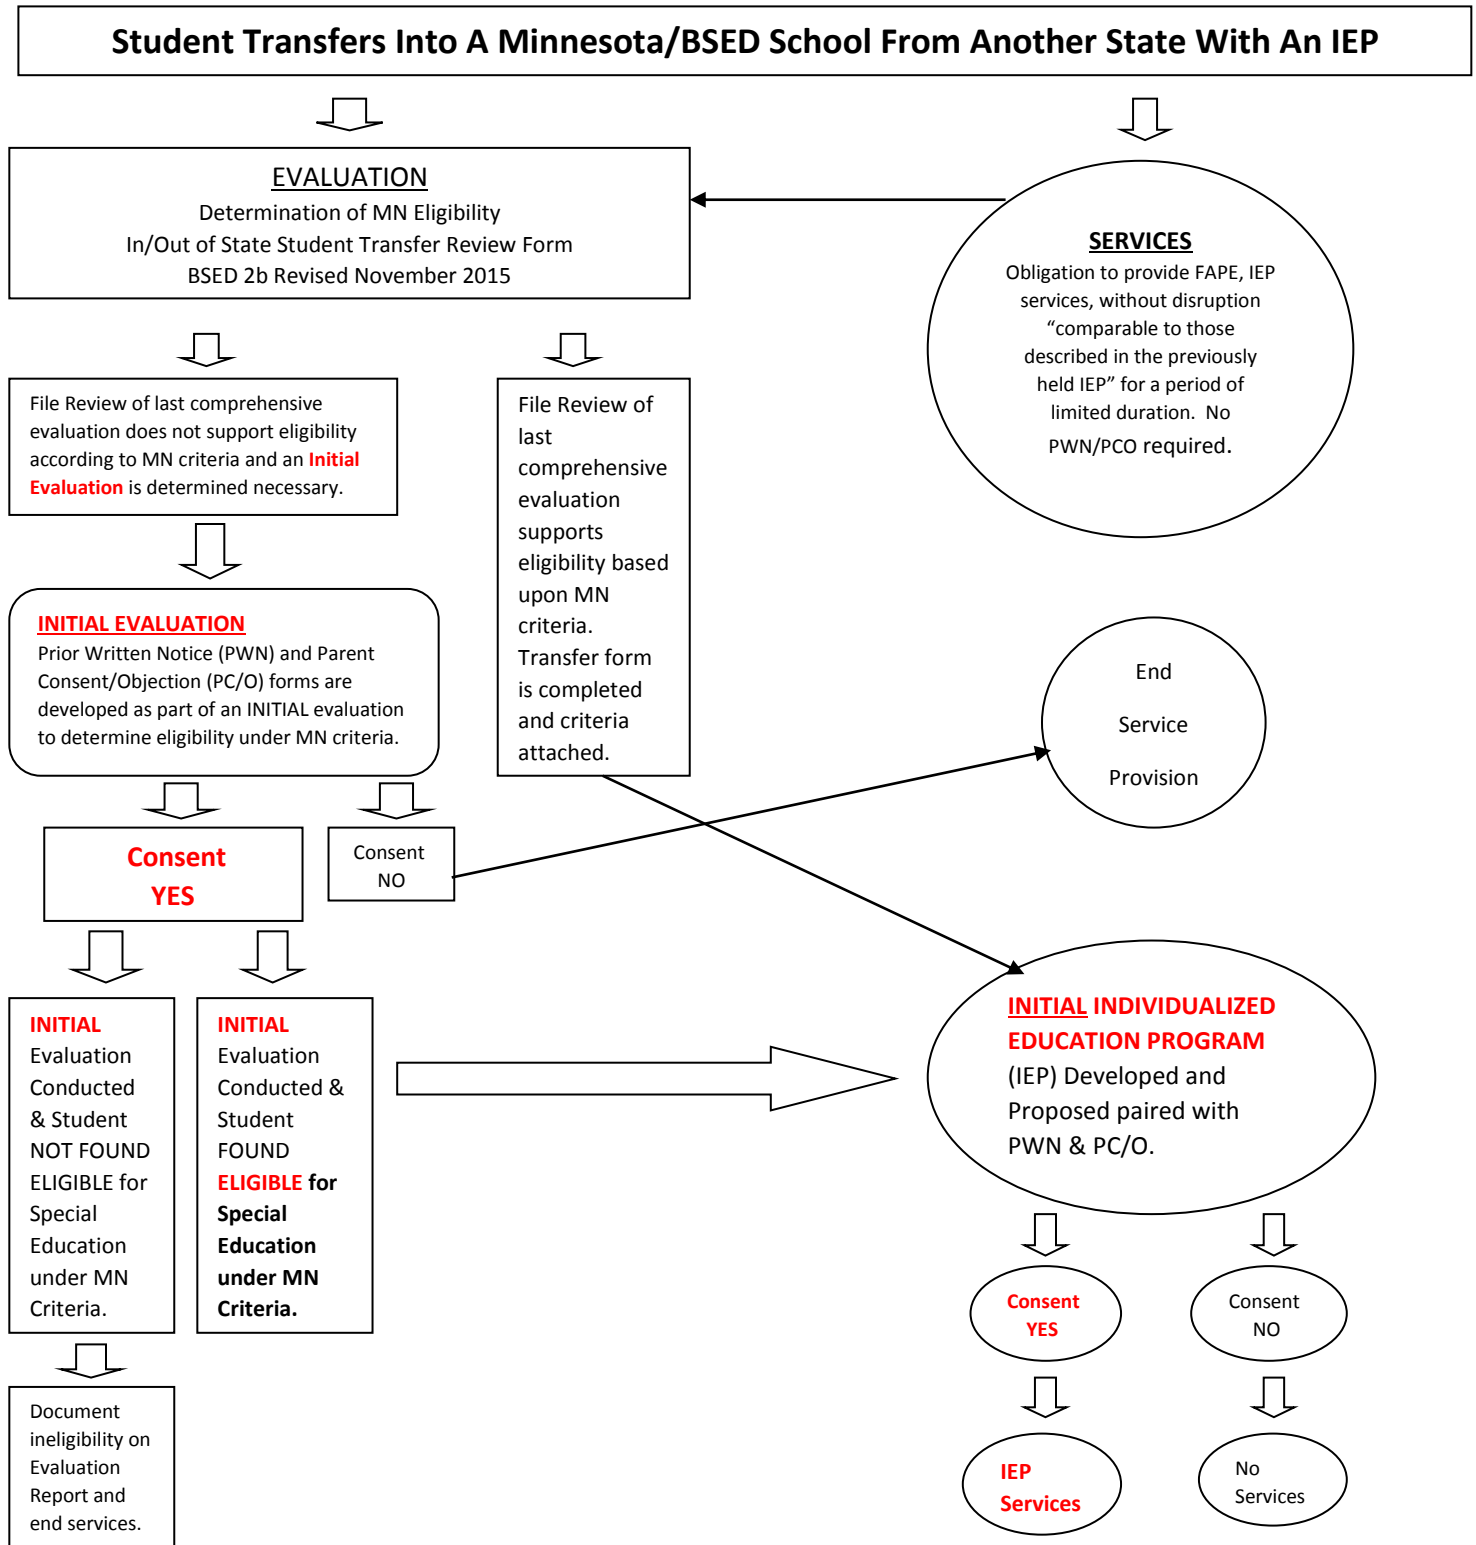 Student Transfers Into A Minnesota/BSED School From Another State With An IEP
EVALUATION
Determination of MN Eligibility
In/Out of State Student Transfer Review Form
BSED 2b Revised November 2015
SERVICES
Obligation to provide FAPE, IEP
services, without disruption
“comparable to those
described in the previously
held IEP” for a period of
limited duration.  No
PWN/PCO required.
File Review of last comprehensive
evaluation does not support eligibility
according to MN criteria and an Initial
Evaluation is determined necessary.
File Review of
last
comprehensive
evaluation
supports
eligibility based
upon MN
criteria.
Transfer form
is completed
and criteria
attached.
INITIAL EVALUATION
Prior Written Notice (PWN) and Parent
Consent/Objection (PC/O) forms are
developed as part of an INITIAL evaluation
to determine eligibility under MN criteria.
End
Service
Provision
Consent
YES
Consent
NO
INITIAL
Evaluation
Conducted
& Student
NOT FOUND
ELIGIBLE for
Special
Education
under MN
Criteria.
INITIAL
Evaluation
Conducted &
Student
FOUND
ELIGIBLE for
Special
Education
under MN
Criteria.
INITIAL INDIVIDUALIZED
EDUCATION PROGRAM
(IEP) Developed and
Proposed paired with
PWN & PC/O.
Consent
YES
Consent
NO
Document
ineligibility on
Evaluation
Report and
end services.
IEP
Services
No
Services